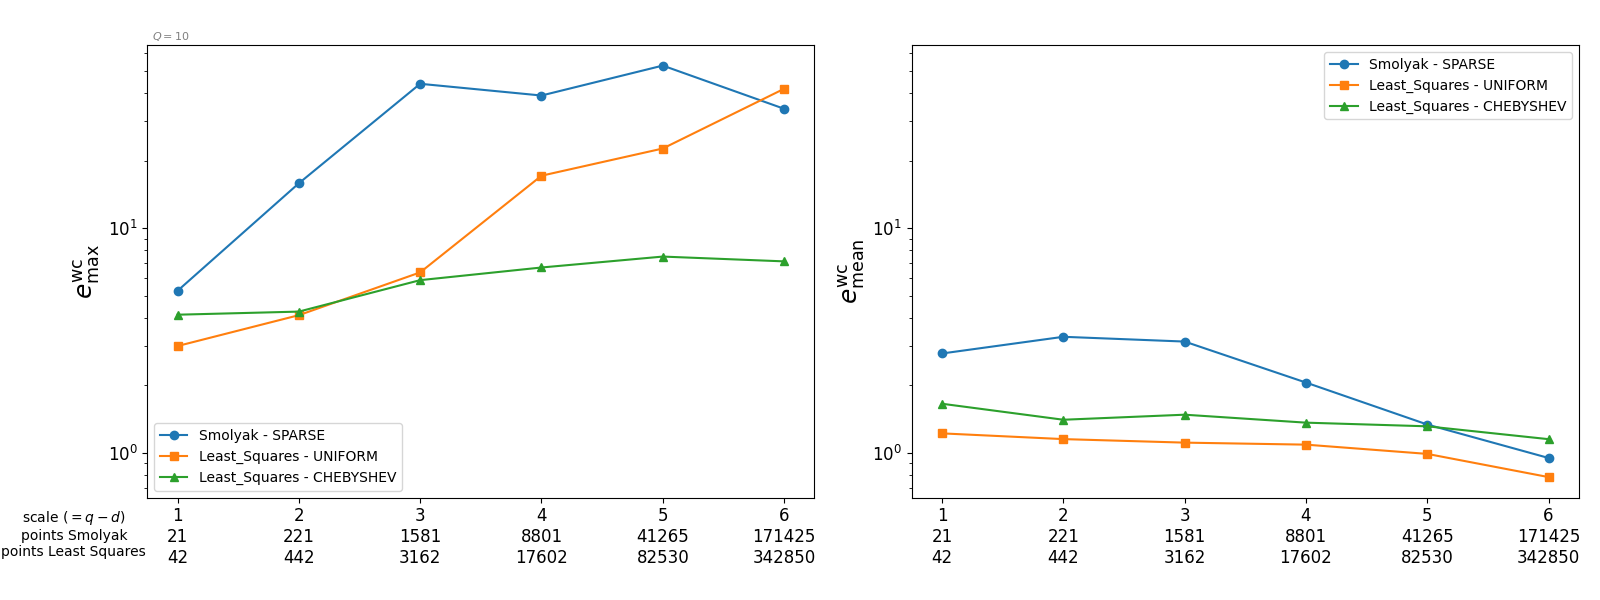 Q = 10
10^1
10^0
e^wc_max
Smolyak - SPARSE
Least_Squares - UNIFORM
Least_Squares - CHEBYSHEV
scale (= q − d) 1 2 3 4 5 6
points Smolyak 21 221 1581 8801 41265 171425
points Least Squares 42 442 3162 17602 82530 342850
Smolyak - SPARSE
Least_Squares - UNIFORM
Least_Squares - CHEBYSHEV
10^1
10^0
e^wc_mean
1 2 3 4 5 6
21 221 1581 8801 41265 171425
42 442 3162 17602 82530 342850